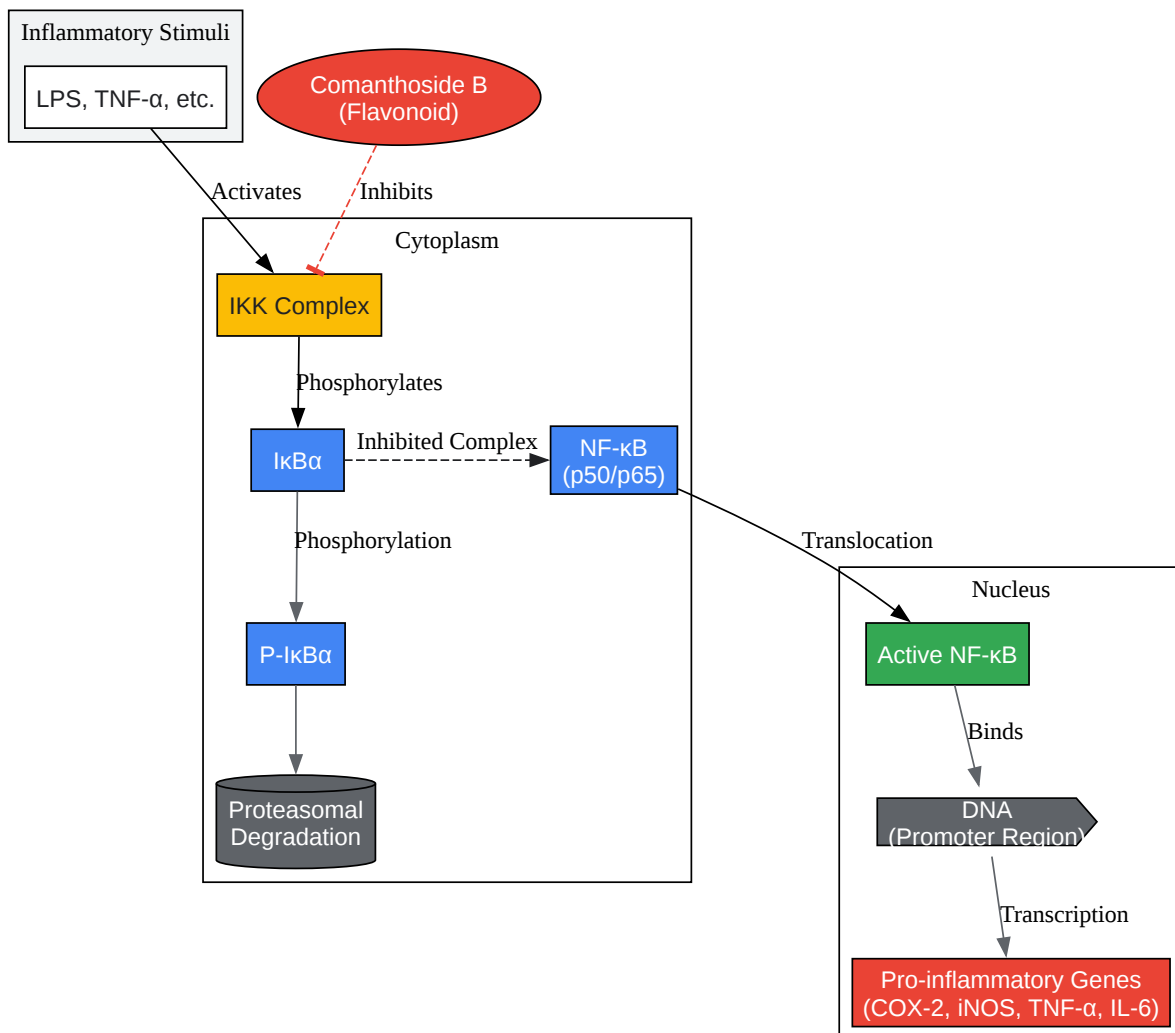 Inflammatory Stimuli
LPS, TNF-α, etc.
Comanthoside B
(Flavonoid)
Activates
Inhibits
Cytoplasm
IKK Complex
Phosphorylates
IκBα
Inhibited Complex
NF-κB
(p50/p65)
Phosphorylation
Translocation
Nucleus
P-IκBα
Active NF-κB
Binds
Proteasomal
Degradation
DNA
(Promoter Region)
Transcription
Pro-inflammatory Genes
(COX-2, iNOS, TNF-α, IL-6)